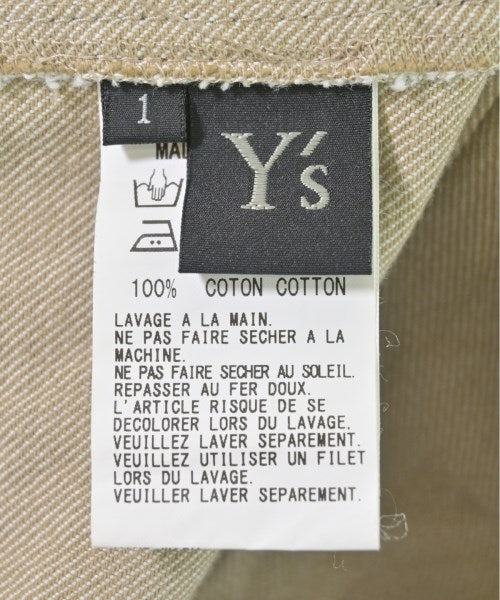 1
Y's
100% COTON COTTON
LAVAGE A LA MAIN.
NE PAS FAIRE SECHER A LA
MACHINE.
NE PAS FAIRE SECHER AU SOLEIL.
REPASSER AU FER DOUX.
L'ARTICLE RISQUE DE SE
DECOLORER LORS DU LAVAGE.
VEUILLEZ LAVER SEPAREMENT.
VEUILLEZ UTILISER UN FILET
LORS DU LAVAGE.
VEUILLER LAVER SEPAREMENT.